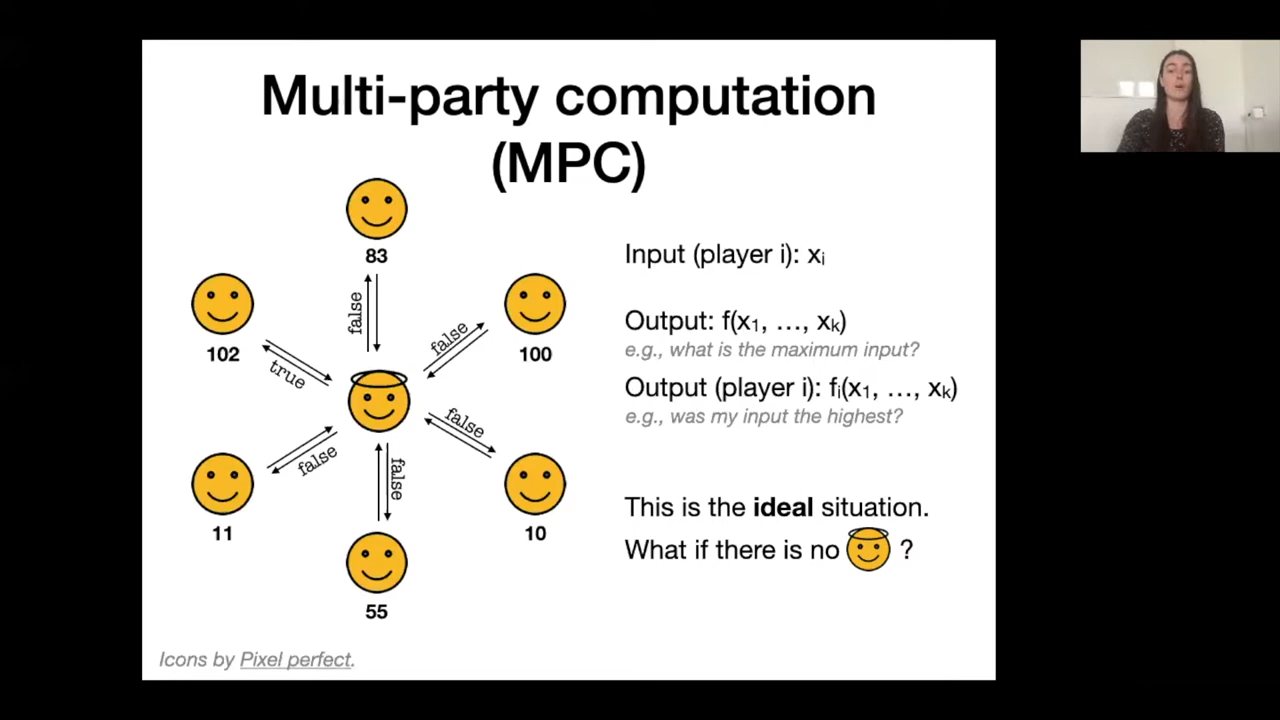 Multi-party computation
(MPC)
83
102
100
false
false
true
false
false
false
11
10
55
Input (player i): xᵢ
Output: f(x₁, …, xₖ)
e.g., what is the maximum input?
Output (player i): fᵢ(x₁, …, xₖ)
e.g., was my input the highest?
This is the ideal situation.
What if there is no ?
Icons by Pixel perfect.